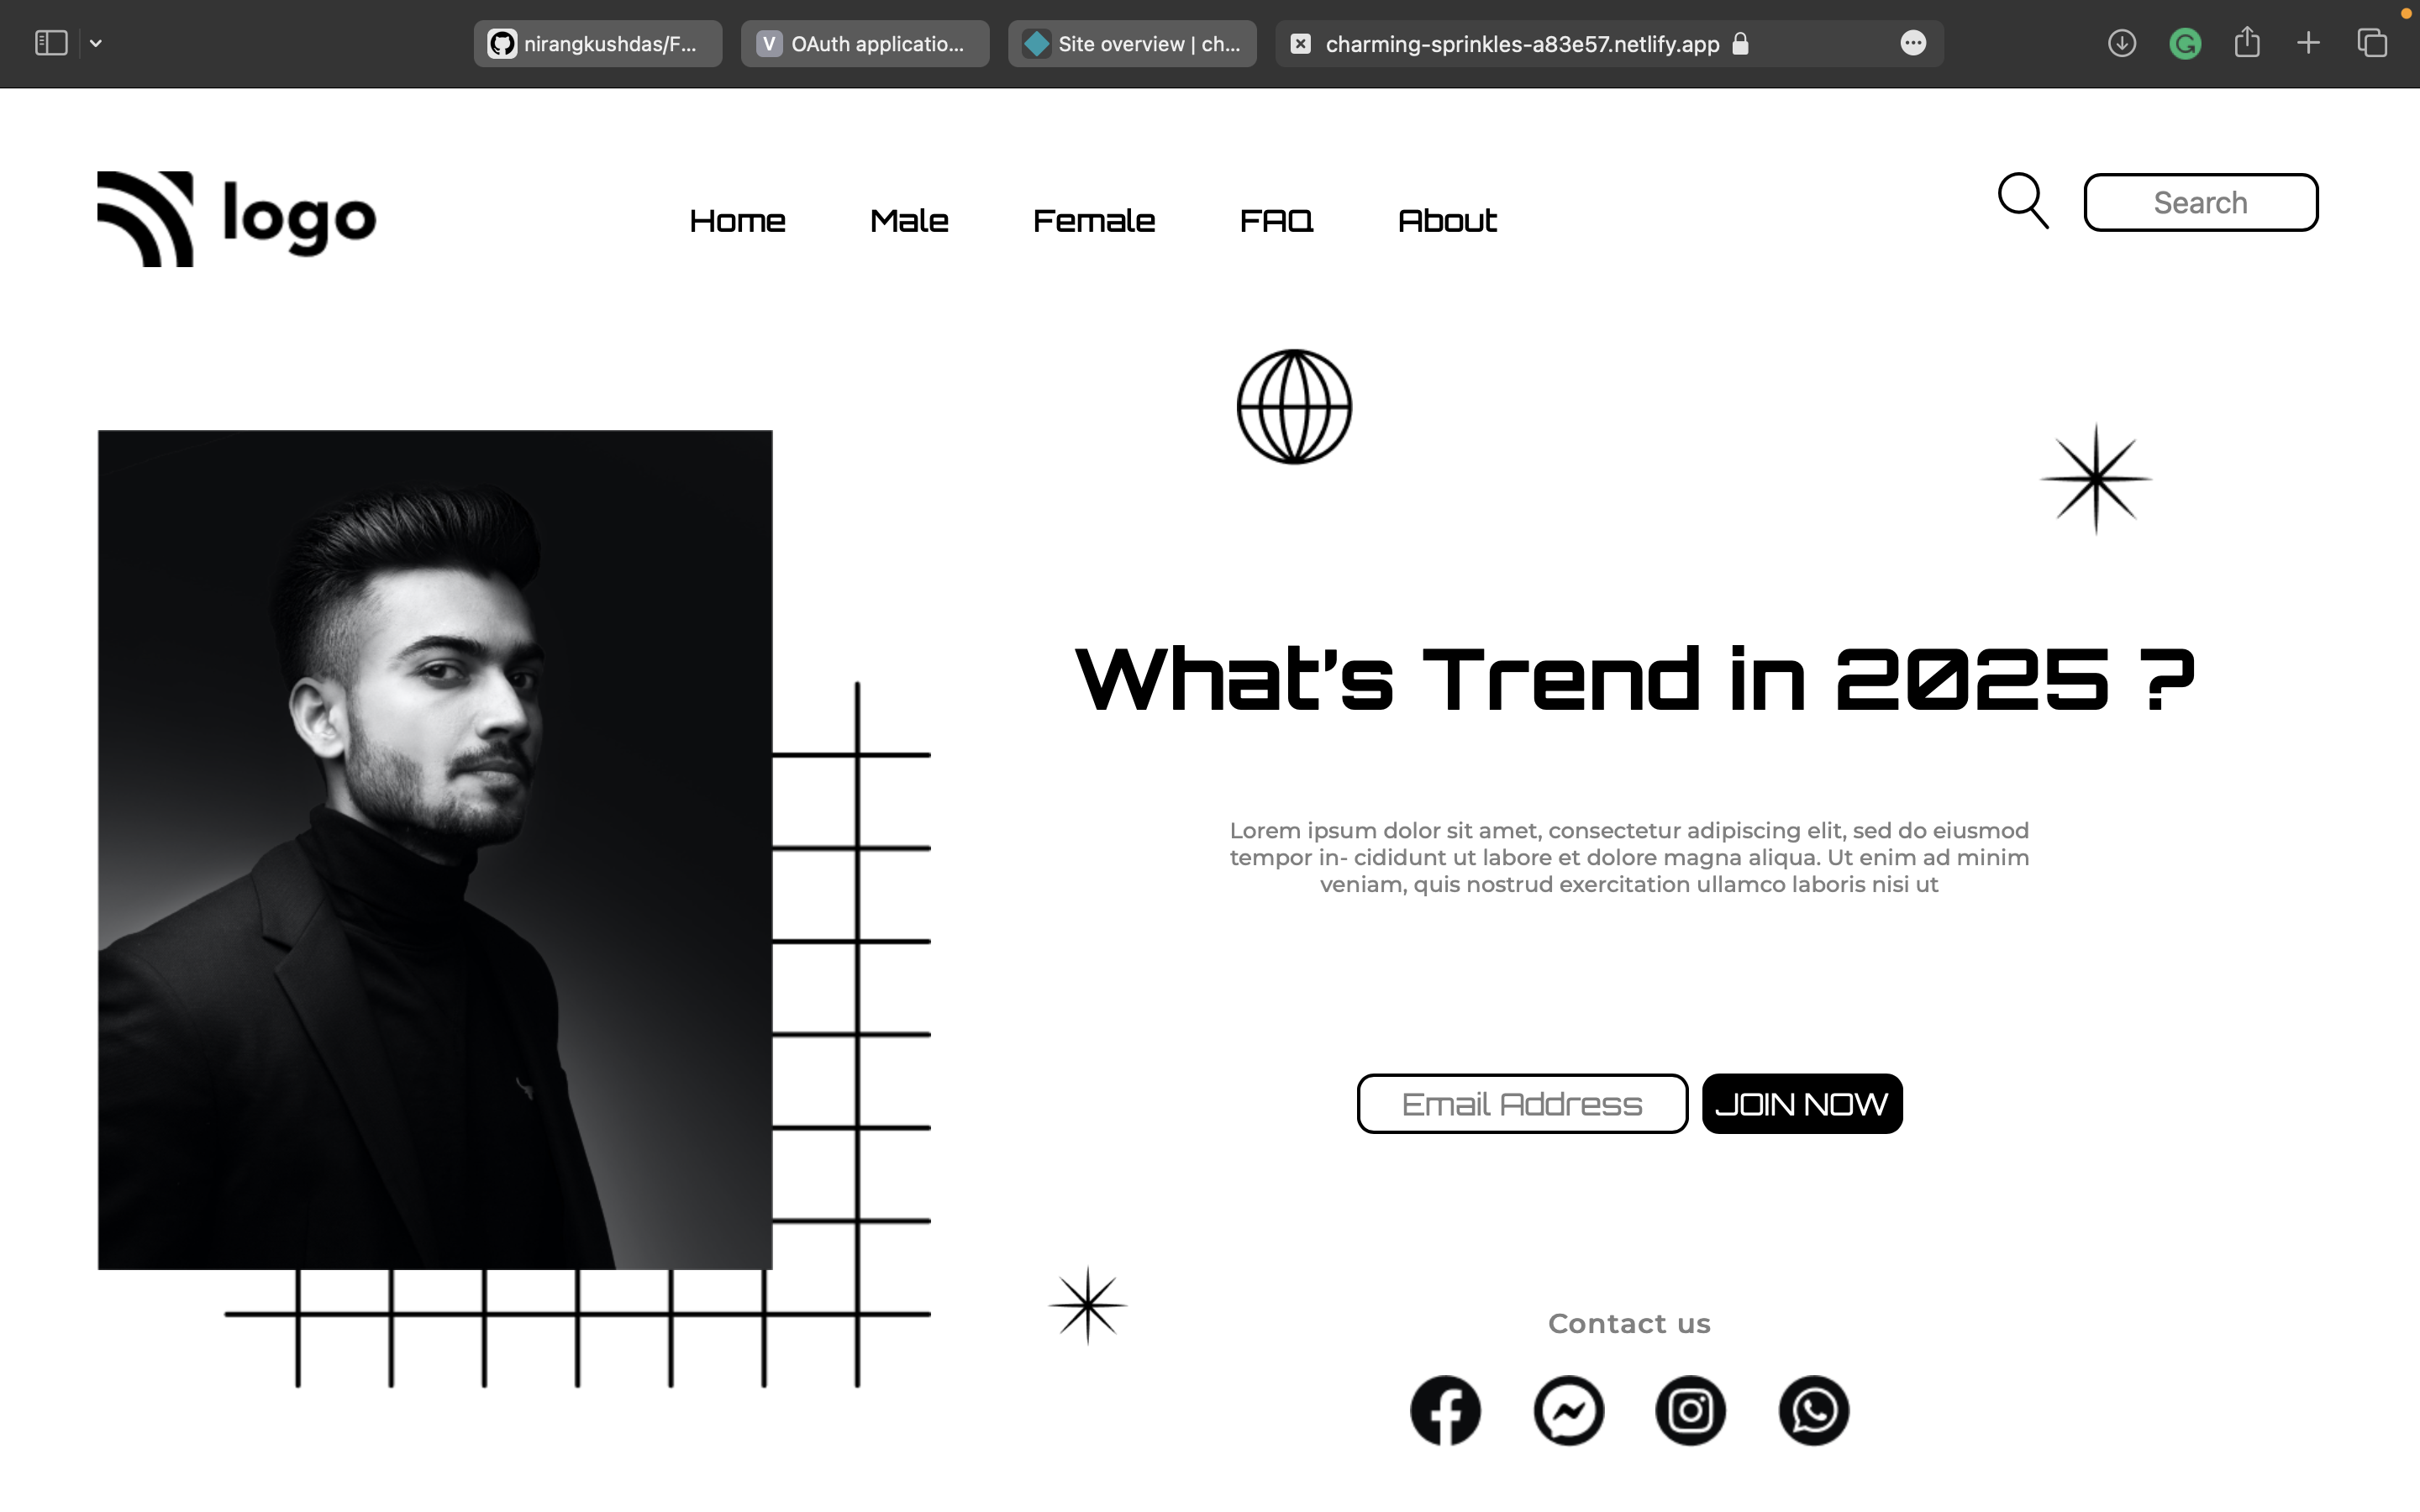 nirangkushdas/F...
V OAuth applicatio...
Site overview | ch...
charming-sprinkles-a83e57.netlify.app
logo
Home Male Female FAQ About
Search
What's Trend in 2025 ?
Lorem ipsum dolor sit amet, consectetur adipiscing elit, sed do eiusmod
tempor in- cididunt ut labore et dolore magna aliqua. Ut enim ad minim
veniam, quis nostrud exercitation ullamco laboris nisi ut
Email Address JOIN NOW
Contact us